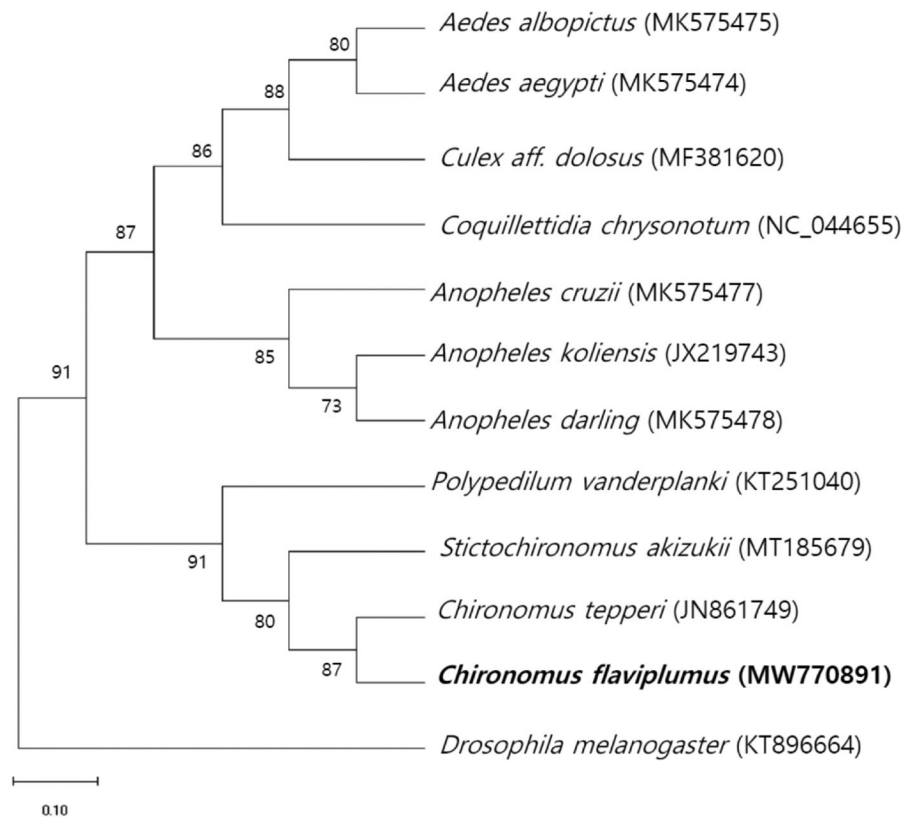 Aedes albopictus (MK575475)
80
Aedes aegypti (MK575474)
88
Culex aff. dolosus (MF381620)
86
Coquillettidia chrysonotum (NC_044655)
87
Anopheles cruzii (MK575477)
85
Anopheles koliensis (JX219743)
91
73
Anopheles darling (MK575478)
Polypedilum vanderplanki (KT251040)
91
Stictochironomus akizukii (MT185679)
80
Chironomus tepperi (JN861749)
87
Chironomus flaviplumus (MW770891)
Drosophila melanogaster (KT896664)
0.10